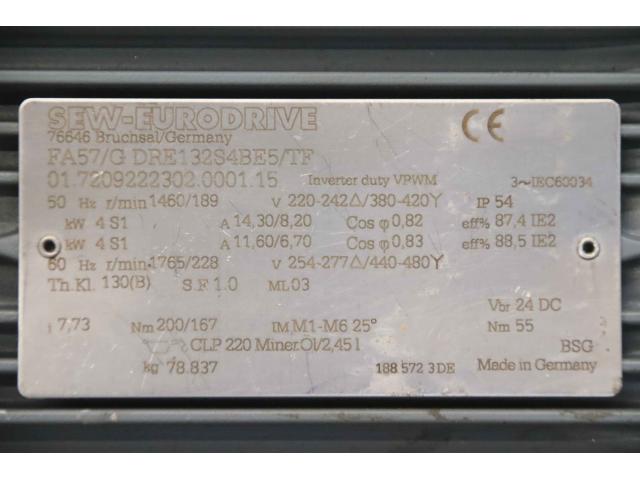 SEW-EURODRIVE CE
76646 Bruchsal/Germany
FA57/G DRE132S4BE5/TF
01.7209222302.0001.15 Inverter duty VPWM 3~IEC60034
50 Hz r/min 1460/189 V 220-242△/380-420Y IP 54
kW 4 S1 A 14,30/8,20 Cos φ 0,82 eff% 87,4 IE2
kW 4 S1 A 11,60/6,70 Cos φ 0,83 eff% 88,5 IE2
60 Hz r/min 1765/228 V 254-277△/440-480Y
Th.Kl. 130(B) S.F 1.0 ML 03
Vbr 24 DC
i 7,73 Nm 200/167 IM M1-M6 25° Nm 55
CLP 220 Miner.Öl/2,45 l BSG
kg 78.837 188 572 3 DE Made in Germany